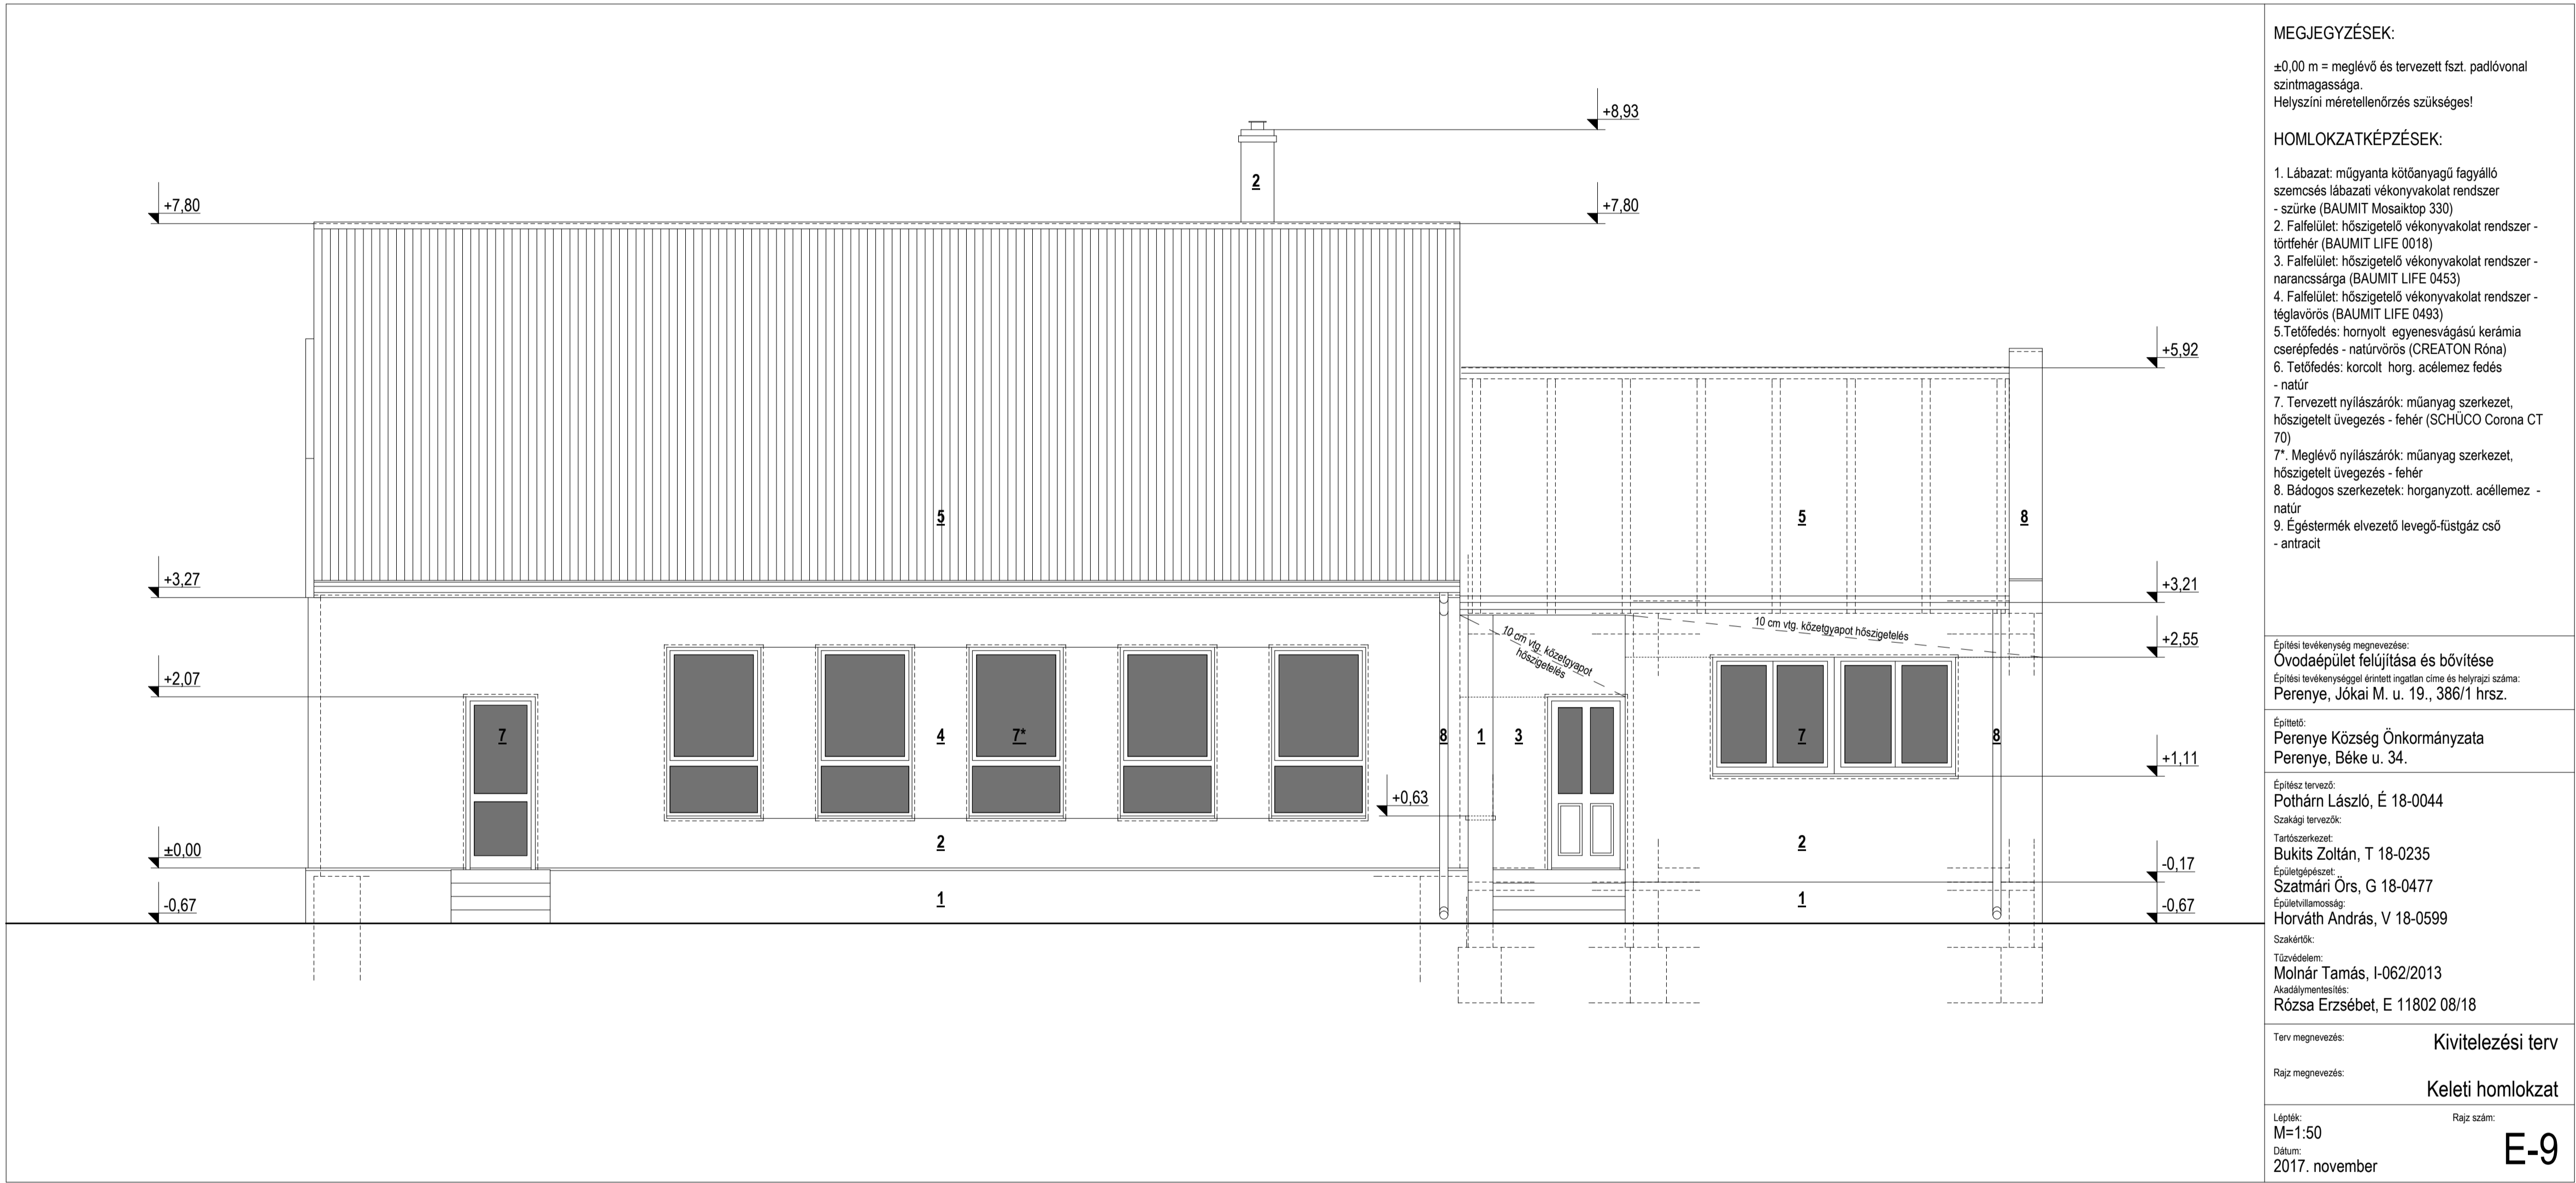 +8,93
2
+7,80
+7,80
+5,92
5
5
8
+3,27
+3,21
10 cm vtg. kőzetgyapot
hőszigetelés
10 cm vtg. kőzetgyapot hőszigetelés
+2,55
+2,07
7
4
7*
8
1
3
7
8
+1,11
+0,63
2
2
±0,00
-0,17
1
1
-0,67
-0,67
MEGJEGYZÉSEK:
±0,00 m = meglévő és tervezett fszt. padlóvonal
szintmagassága.
Helyszíni méretellenőrzés szükséges!
HOMLOKZATKÉPZÉSEK:
1. Lábazat: műgyanta kötőanyagű fagyálló
szemcsés lábazati vékonyvakolat rendszer
- szürke (BAUMIT Mosaiktop 330)
2. Falfelület: hőszigetelő vékonyvakolat rendszer -
törtfehér (BAUMIT LIFE 0018)
3. Falfelület: hőszigetelő vékonyvakolat rendszer -
narancssárga (BAUMIT LIFE 0453)
4. Falfelület: hőszigetelő vékonyvakolat rendszer -
téglavörös (BAUMIT LIFE 0493)
5.Tetőfedés: hornyolt egyenesvágású kerámia
cserépfedés - natúrvörös (CREATON Róna)
6. Tetőfedés: korcolt horg. acélemez fedés
- natúr
7. Tervezett nyílászárók: műanyag szerkezet,
hőszigetelt üvegezés - fehér (SCHÜCO Corona CT
70)
7*. Meglévő nyílászárók: műanyag szerkezet,
hőszigetelt üvegezés - fehér
8. Bádogos szerkezetek: horganyzott. acéllemez -
natúr
9. Égéstermék elvezető levegő-füstgáz cső
- antracit
Építési tevékenység megnevezése:
Óvodaépület felújítása és bővítése
Építési tevékenységgel érintett ingatlan címe és helyrajzi száma:
Perenye, Jókai M. u. 19., 386/1 hrsz.
Építtető:
Perenye Község Önkormányzata
Perenye, Béke u. 34.
Építész tervező:
Pothárn László, É 18-0044
Szakági tervezők:
Tartószerkezet:
Bukits Zoltán, T 18-0235
Épületgépészet:
Szatmári Örs, G 18-0477
Épületvillamosság:
Horváth András, V 18-0599
Szakértők:
Tűzvédelem:
Molnár Tamás, I-062/2013
Akadálymentesítés:
Rózsa Erzsébet, E 11802 08/18
Terv megnevezés:
Kivitelezési terv
Rajz megnevezés:
Keleti homlokzat
Lépték:
M=1:50
Rajz szám:
E-9
Dátum:
2017. november